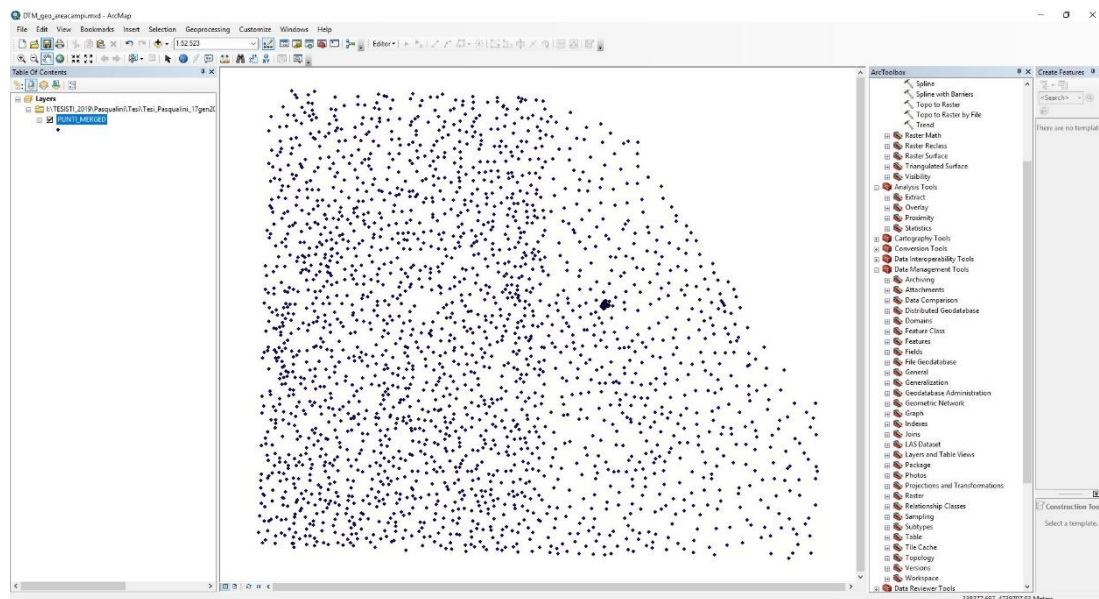 DTM_geo_areacampi.mxd - ArcMap
File Edit View Bookmarks Insert Selection Geoprocessing Customize Windows Help
1:52.523
Editor
Table Of Contents
Layers
PUNTI_MERGED
ArcToolbox
Spline
Spline with Barriers
Topo to Raster
Topo to Raster by File
Trend
Raster Math
Raster Reclass
Raster Surface
Triangulated Surface
Visibility
Analysis Tools
Extract
Overlay
Proximity
Statistics
Cartography Tools
Conversion Tools
Data Interoperability Tools
Data Management Tools
Archiving
Attachments
Data Comparison
Distributed Geodatabase
Domains
Feature Class
Features
Fields
File Geodatabase
General
Generalization
Geodatabase Administration
Geometric Network
Graph
Indexes
Joins
LAS Dataset
Layers and Table Views
Package
Photos
Projections and Transformations
Raster
Relationship Classes
Sampling
Subtypes
Table
Tile Cache
Topology
Versions
Workspace
Data Reviewer Tools
Create Features
<Search>
There are no templat
Construction Too
Select a template.